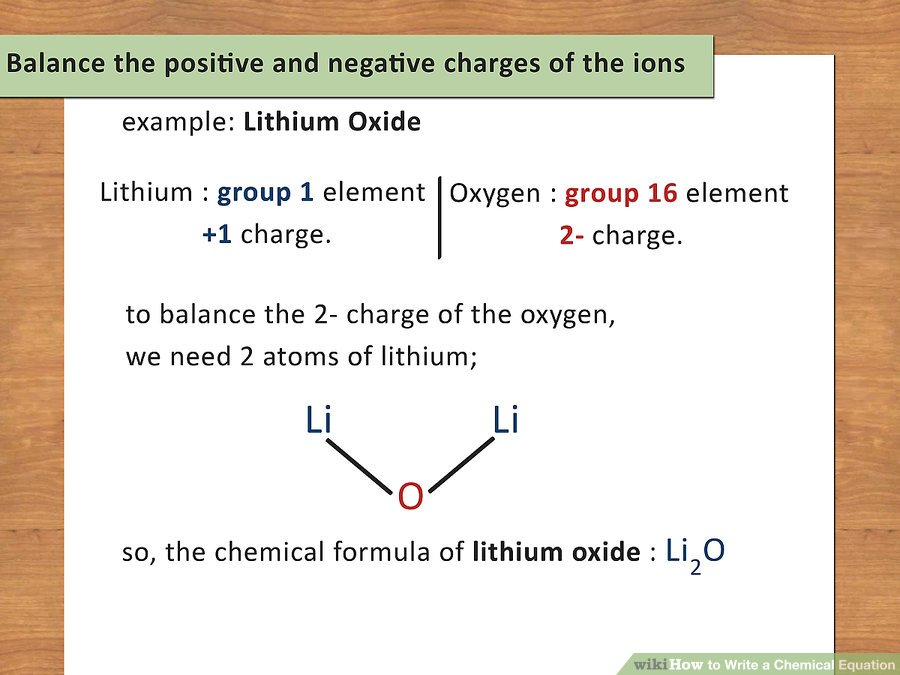 Balance the positive and negative charges of the ions
example: Lithium Oxide
Lithium : group 1 element
+1 charge.
Oxygen : group 16 element
2- charge.
to balance the 2- charge of the oxygen,
we need 2 atoms of lithium;
Li Li
O
so, the chemical formula of lithium oxide : Li₂O
wikiHow to Write a Chemical Equation